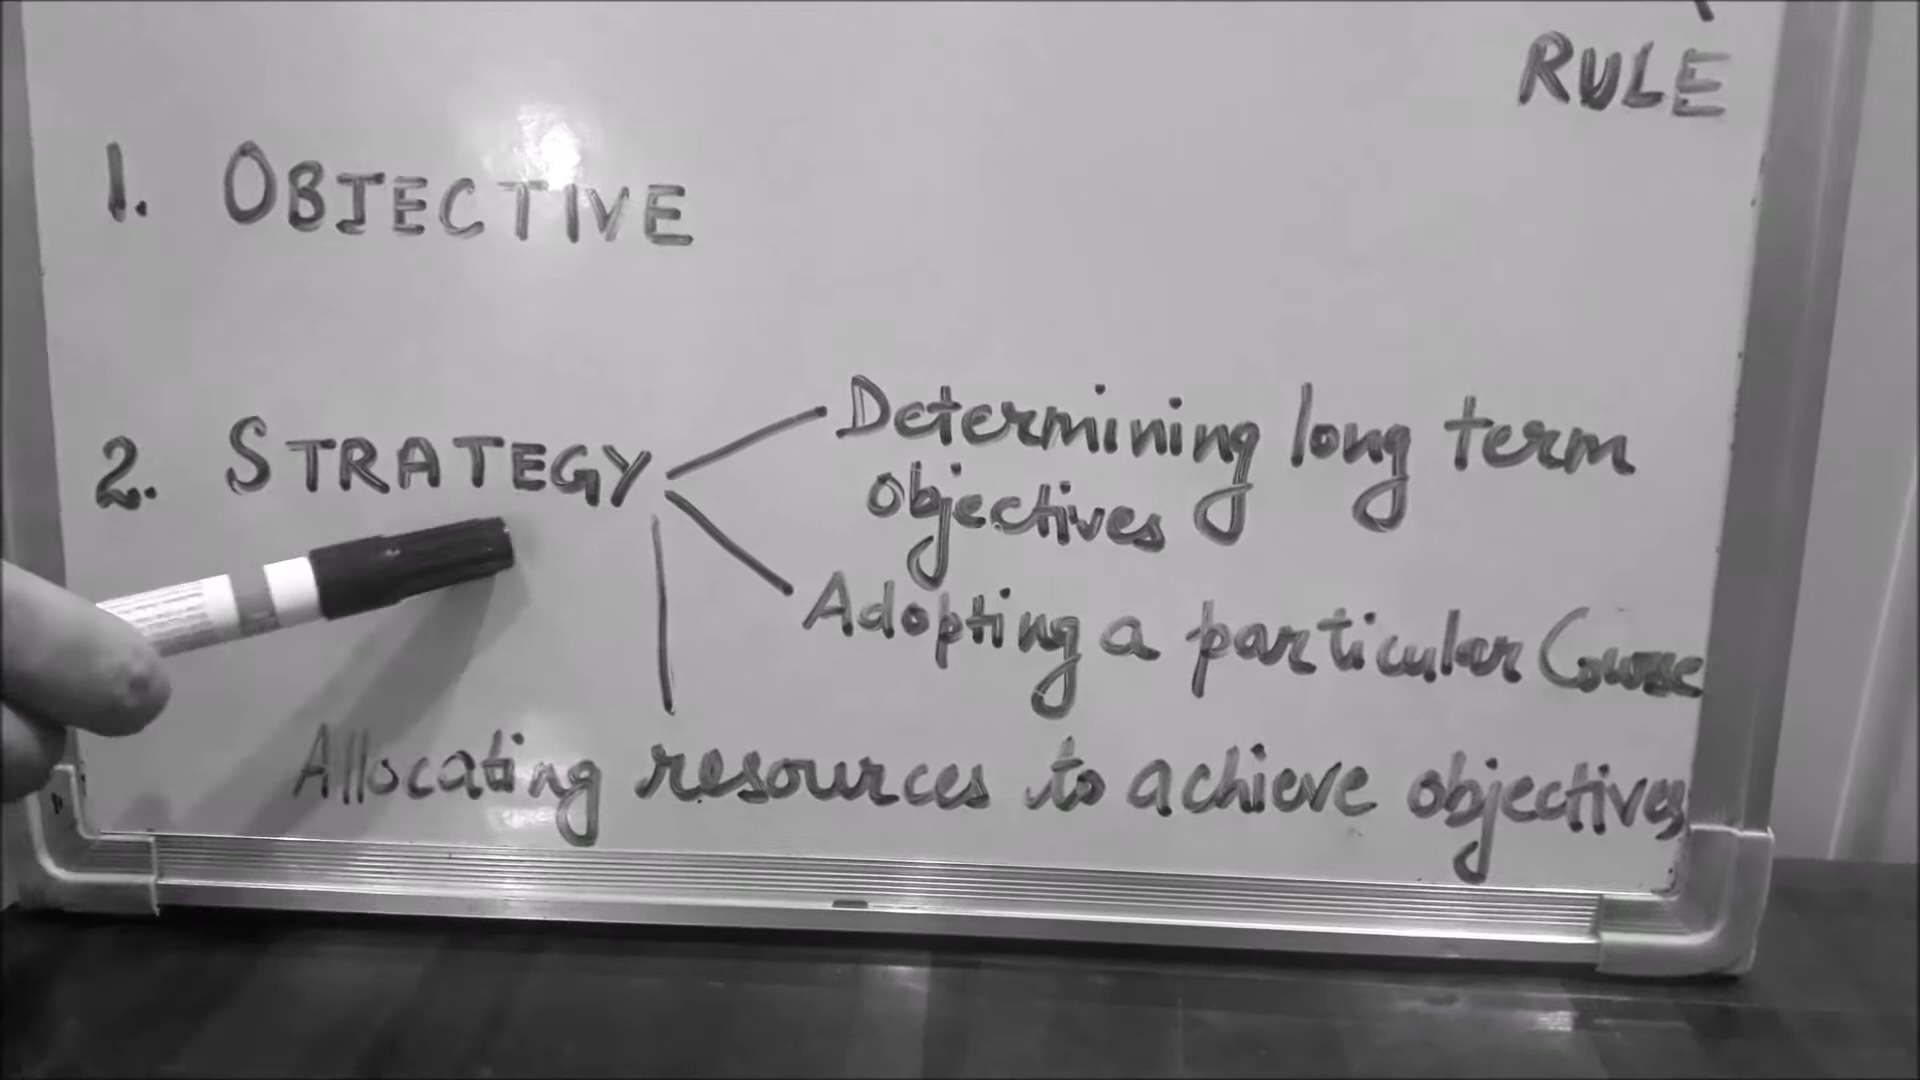 RULE
1. OBJECTIVE
2. STRATEGY
Determining long term
objectives
Adopting a particular Course
Allocating resources to achieve objectives